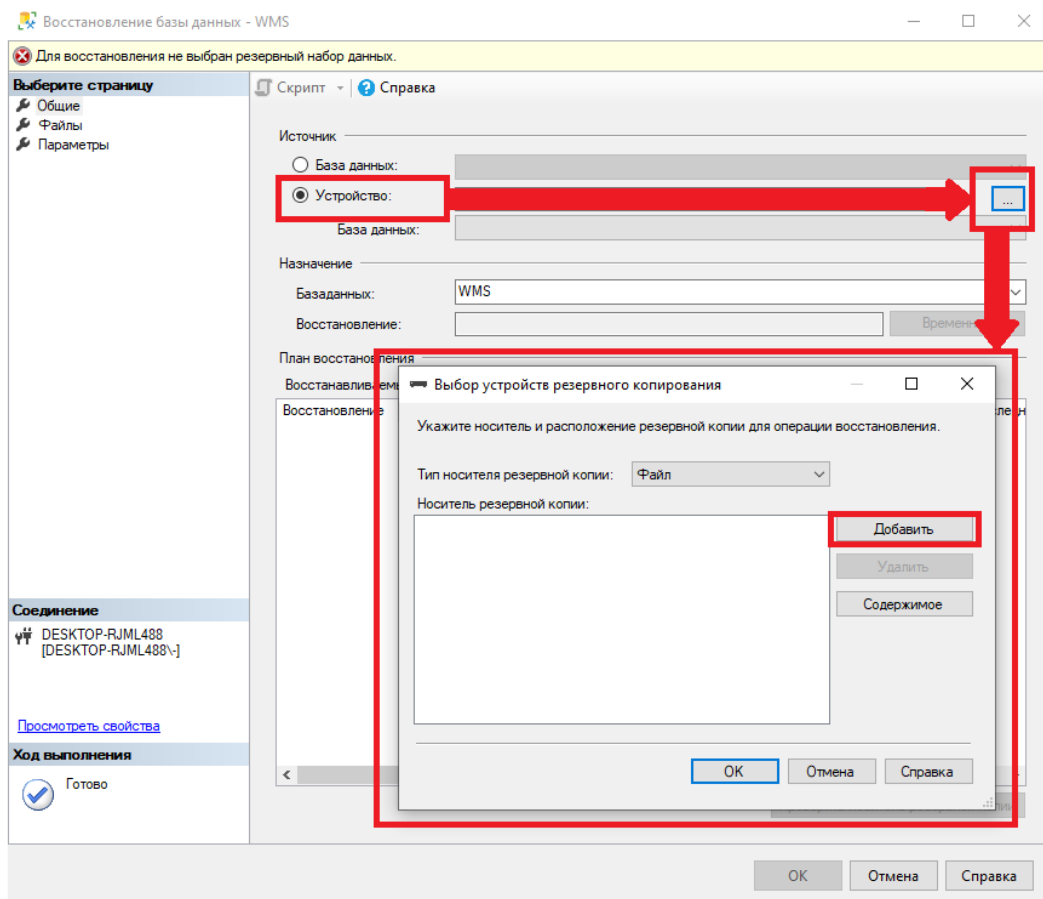 Восстановление базы данных - WMS
Для восстановления не выбран резервный набор данных.
Выберите страницу
Общие
Файлы
Параметры
Скрипт
Справка
Источник
База данных:
Устройство:
...
База данных:
Назначение
Базаданных:
WMS
Восстановление:
План восстановления
Восстановление
Выбор устройств резервного копирования
Укажите носитель и расположение резервной копии для операции восстановления.
Тип носителя резервной копии:
Файл
Носитель резервной копии:
Добавить
Удалить
Содержимое
OK
Отмена
Справка
Соединение
DESKTOP-RJML488
[DESKTOP-RJML488\-]
Просмотреть свойства
Ход выполнения
Готово
OK
Отмена
Справка